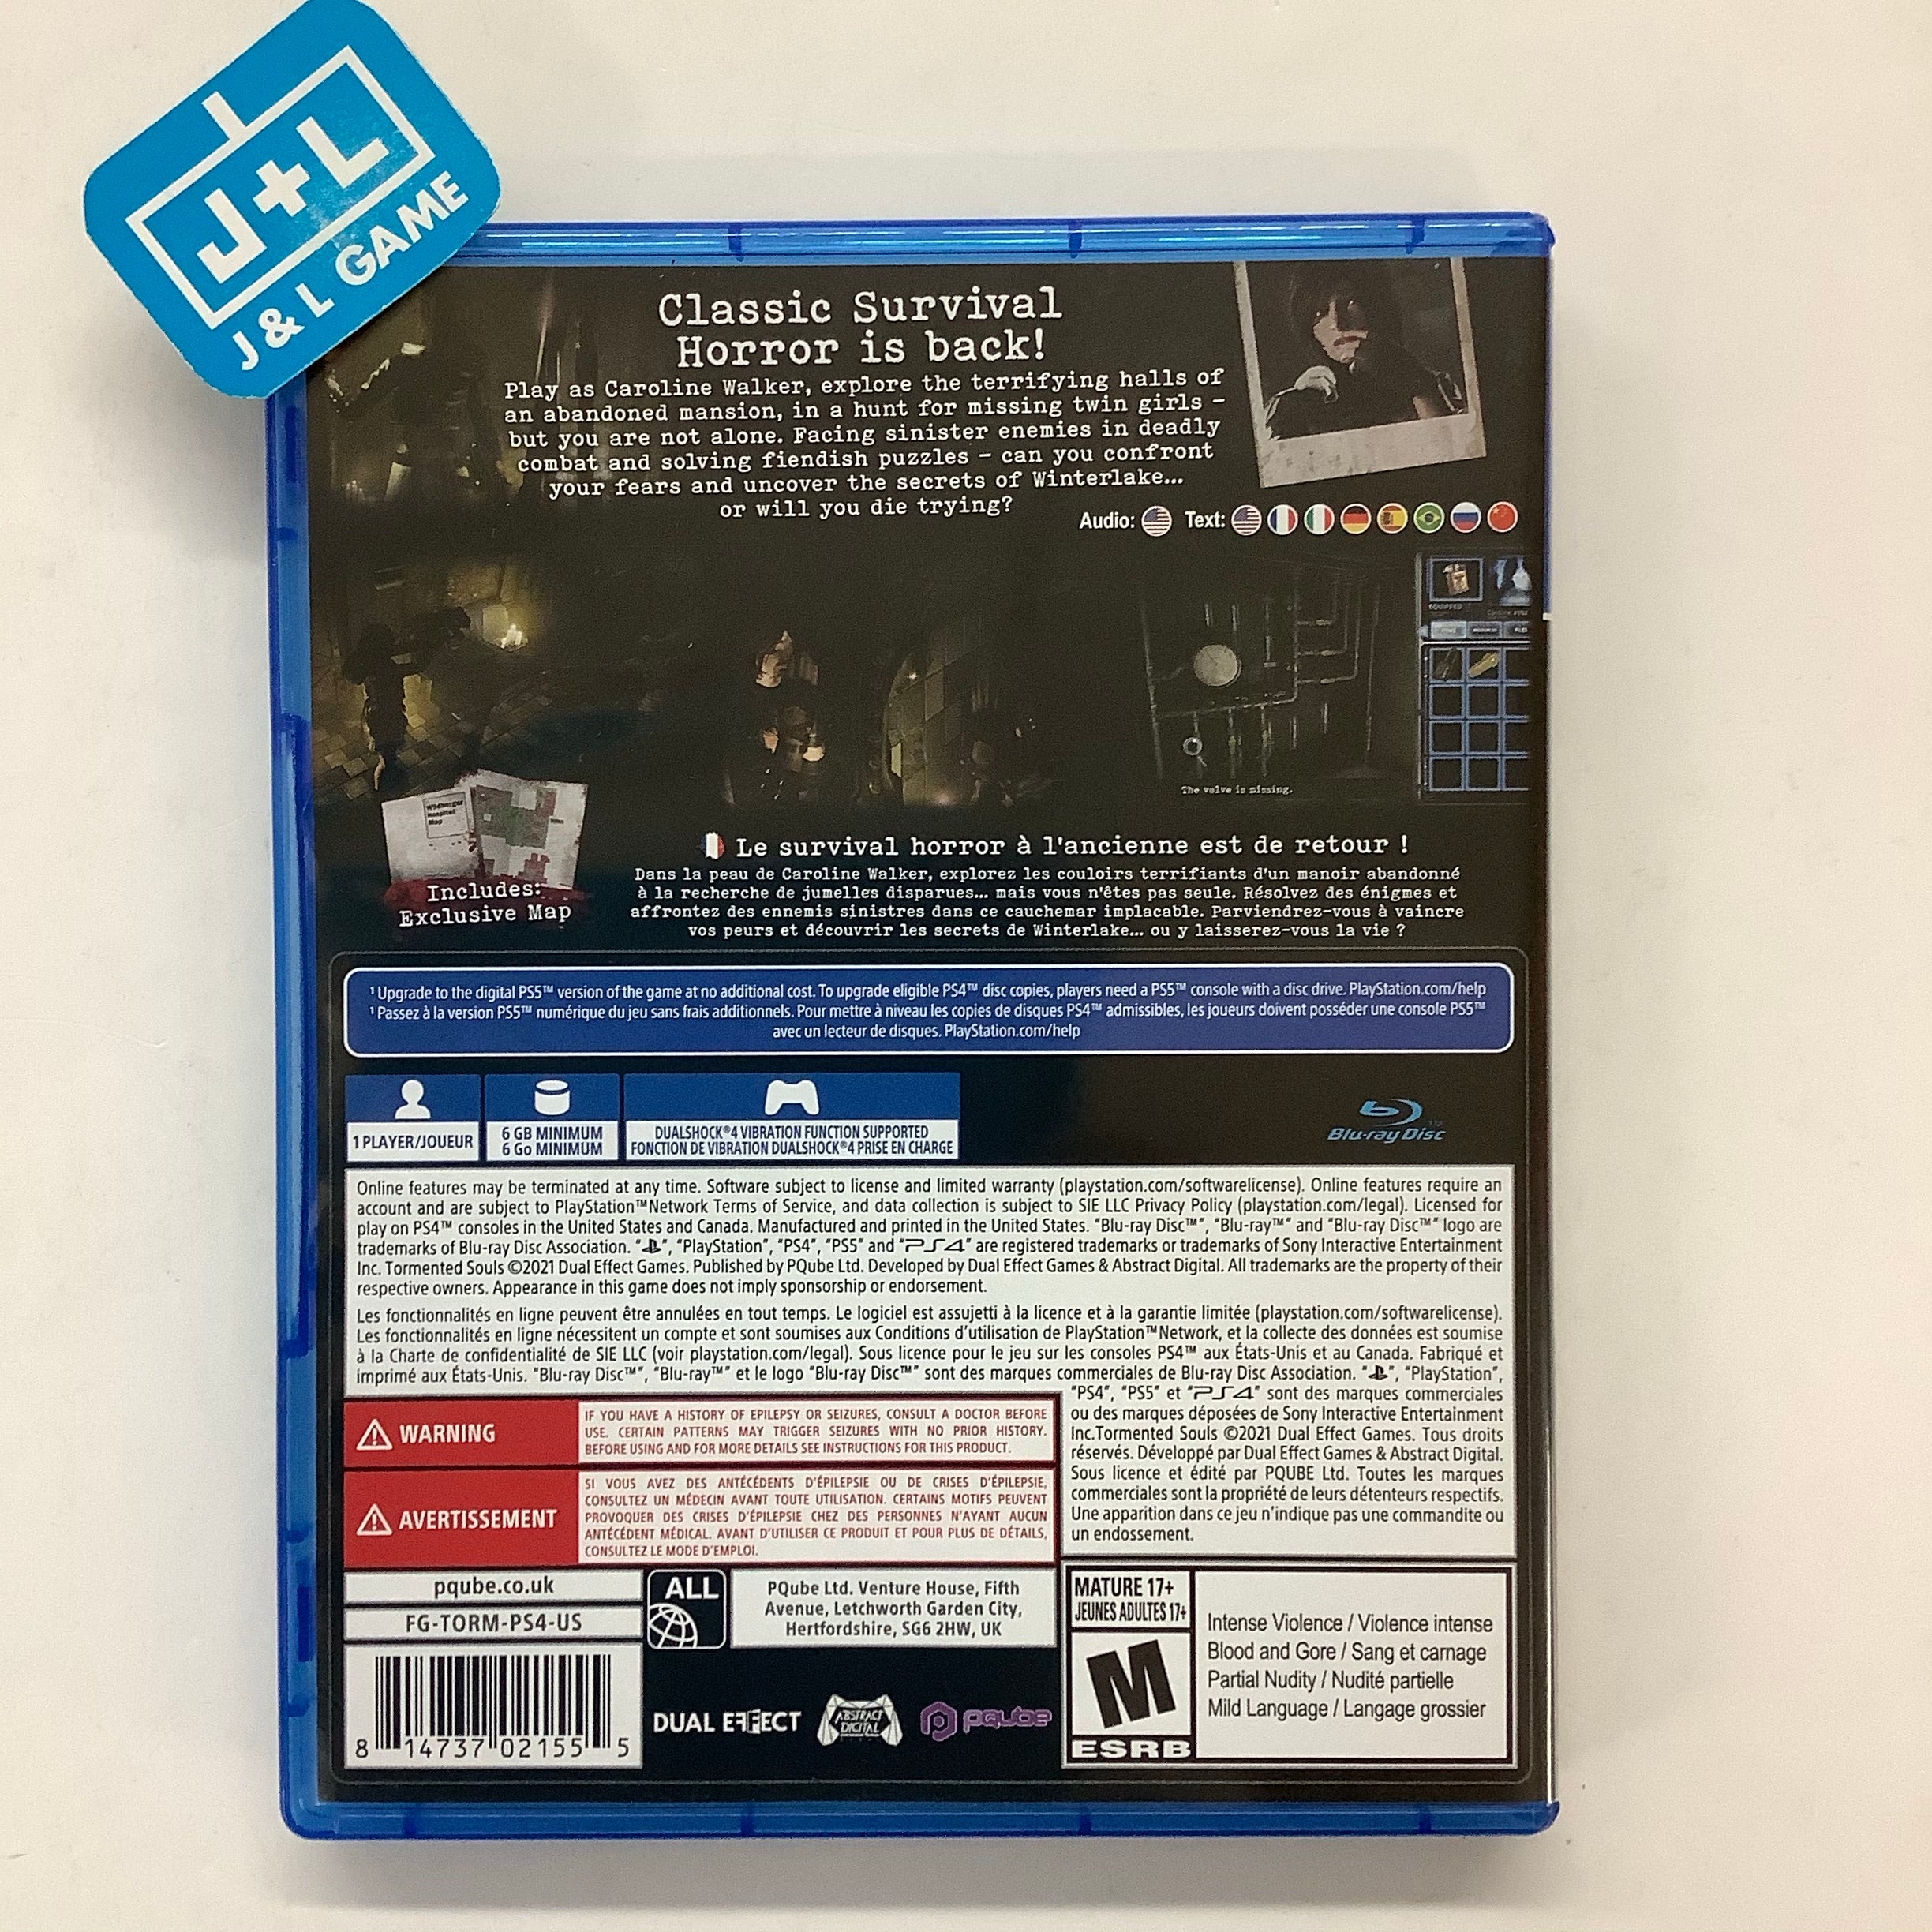 J+L
J & L GAME
Classic Survival
Horror is back!
Play as Caroline Walker, explore the terrifying halls of
an abandoned mansion, in a hunt for missing twin girls –
but you are not alone. Facing sinister enemies in deadly
combat and solving fiendish puzzles – can you confront
your fears and uncover the secrets of Winterlake...
or will you die trying?
Audio: Text:
EQUIPPED
The valve is missing.
Wildberger
Hospital
Map
Includes:
Exclusive Map
Le survival horror à l'ancienne est de retour !
Dans la peau de Caroline Walker, explorez les couloirs terrifiants d'un manoir abandonné
à la recherche de jumelles disparues... mais vous n'êtes pas seule. Résolvez des énigmes et
affrontez des ennemis sinistres dans ce cauchemar implacable. Parviendrez-vous à vaincre
vos peurs et découvrir les secrets de Winterlake... ou y laisserez-vous la vie ?
¹ Upgrade to the digital PS5™ version of the game at no additional cost. To upgrade eligible PS4™ disc copies, players need a PS5™ console with a disc drive. PlayStation.com/help
¹ Passez à la version PS5™ numérique du jeu sans frais additionnels. Pour mettre à niveau les copies de disques PS4™ admissibles, les joueurs doivent posséder une console PS5™
avec un lecteur de disques. PlayStation.com/help
1 PLAYER/JOUEUR
6 GB MINIMUM
6 Go MINIMUM
DUALSHOCK®4 VIBRATION FUNCTION SUPPORTED
FONCTION DE VIBRATION DUALSHOCK®4 PRISE EN CHARGE
Blu-ray Disc™
Online features may be terminated at any time. Software subject to license and limited warranty (playstation.com/softwarelicense). Online features require an
account and are subject to PlayStation™Network Terms of Service, and data collection is subject to SIE LLC Privacy Policy (playstation.com/legal). Licensed for
play on PS4™ consoles in the United States and Canada. Manufactured and printed in the United States. "Blu-ray Disc™", "Blu-ray™" and "Blu-ray Disc™" logo are
trademarks of Blu-ray Disc Association. "", "PlayStation", "PS4", "PS5" and "PS4" are registered trademarks or trademarks of Sony Interactive Entertainment
Inc. Tormented Souls ©2021 Dual Effect Games. Published by PQube Ltd. Developed by Dual Effect Games & Abstract Digital. All trademarks are the property of their
respective owners. Appearance in this game does not imply sponsorship or endorsement.
Les fonctionnalités en ligne peuvent être annulées en tout temps. Le logiciel est assujetti à la licence et à la garantie limitée (playstation.com/softwarelicense).
Les fonctionnalités en ligne nécessitent un compte et sont soumises aux Conditions d'utilisation de PlayStation™Network, et la collecte des données est soumise
à la Charte de confidentialité de SIE LLC (voir playstation.com/legal). Sous licence pour le jeu sur les consoles PS4™ aux États-Unis et au Canada. Fabriqué et
imprimé aux États-Unis. "Blu-ray Disc™", "Blu-ray™" et le logo "Blu-ray Disc™" sont des marques commerciales de Blu-ray Disc Association. "", "PlayStation",
"PS4", "PS5" et "PS4" sont des marques commerciales
ou des marques déposées de Sony Interactive Entertainment
Inc.Tormented Souls ©2021 Dual Effect Games. Tous droits
réservés. Développé par Dual Effect Games & Abstract Digital.
Sous licence et édité par PQUBE Ltd. Toutes les marques
commerciales sont la propriété de leurs détenteurs respectifs.
Une apparition dans ce jeu n'indique pas une commandite ou
un endossement.
WARNING
IF YOU HAVE A HISTORY OF EPILEPSY OR SEIZURES, CONSULT A DOCTOR BEFORE
USE. CERTAIN PATTERNS MAY TRIGGER SEIZURES WITH NO PRIOR HISTORY.
BEFORE USING AND FOR MORE DETAILS SEE INSTRUCTIONS FOR THIS PRODUCT.
AVERTISSEMENT
SI VOUS AVEZ DES ANTÉCÉDENTS D'ÉPILEPSIE OU DE CRISES D'ÉPILEPSIE,
CONSULTEZ UN MÉDECIN AVANT TOUTE UTILISATION. CERTAINS MOTIFS PEUVENT
PROVOQUER DES CRISES D'ÉPILEPSIE CHEZ DES PERSONNES N'AYANT AUCUN
ANTÉCÉDENT MÉDICAL. AVANT D'UTILISER CE PRODUIT ET POUR PLUS DE DÉTAILS,
CONSULTEZ LE MODE D'EMPLOI.
pqube.co.uk
FG-TORM-PS4-US
ALL
PQube Ltd. Venture House, Fifth
Avenue, Letchworth Garden City,
Hertfordshire, SG6 2HW, UK
8 14737 02155 5
DUAL EFFECT
ABSTRACT
DIGITAL
PQube
MATURE 17+
JEUNES ADULTES 17+
M
ESRB
Intense Violence / Violence intense
Blood and Gore / Sang et carnage
Partial Nudity / Nudité partielle
Mild Language / Langage grossier